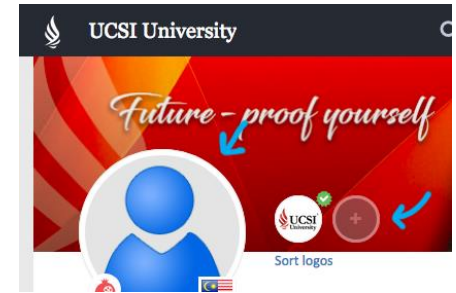 UCSI University
Future - proof yourself
UCSI
University
Sort logos